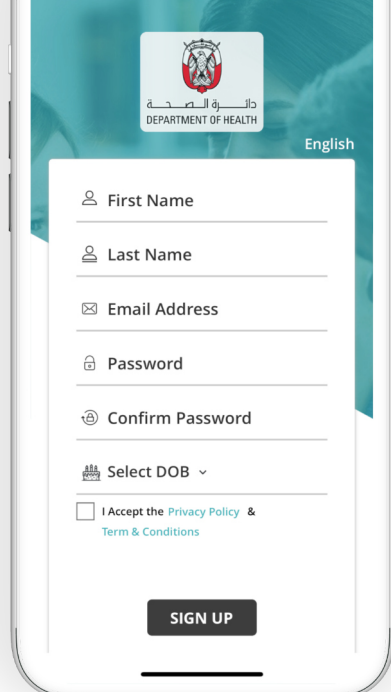 دائـــرة الـــصـحــة
DEPARTMENT OF HEALTH
English
First Name
Last Name
Email Address
Password
Confirm Password
Select DOB
I Accept the Privacy Policy &
Term & Conditions
SIGN UP